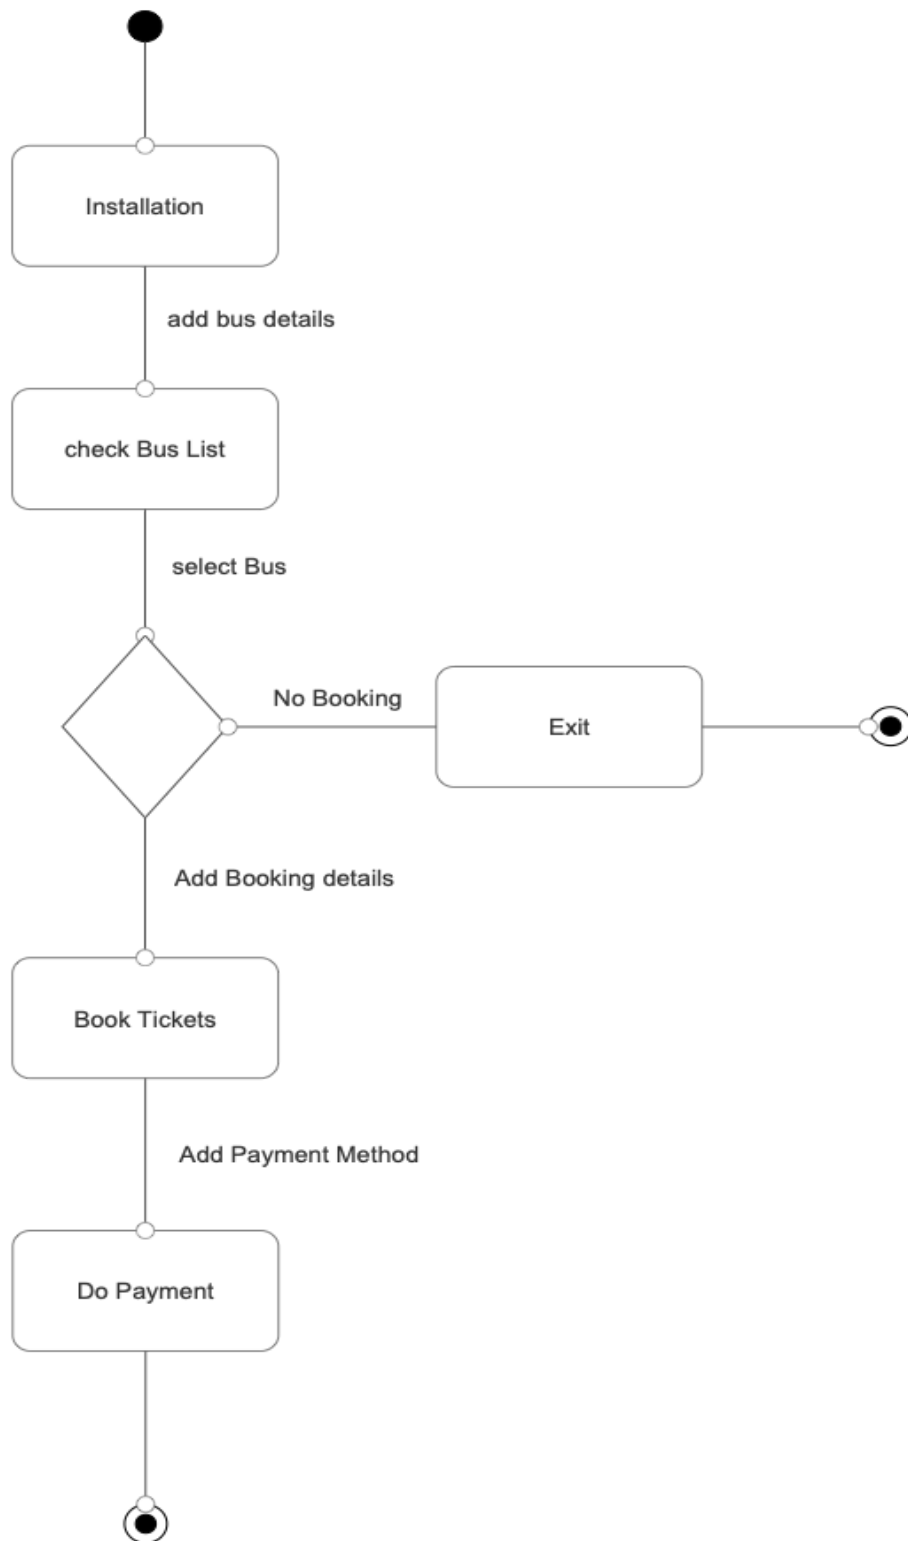 Installation
add bus details
check Bus List
select Bus
No Booking
Exit
Add Booking details
Book Tickets
Add Payment Method
Do Payment